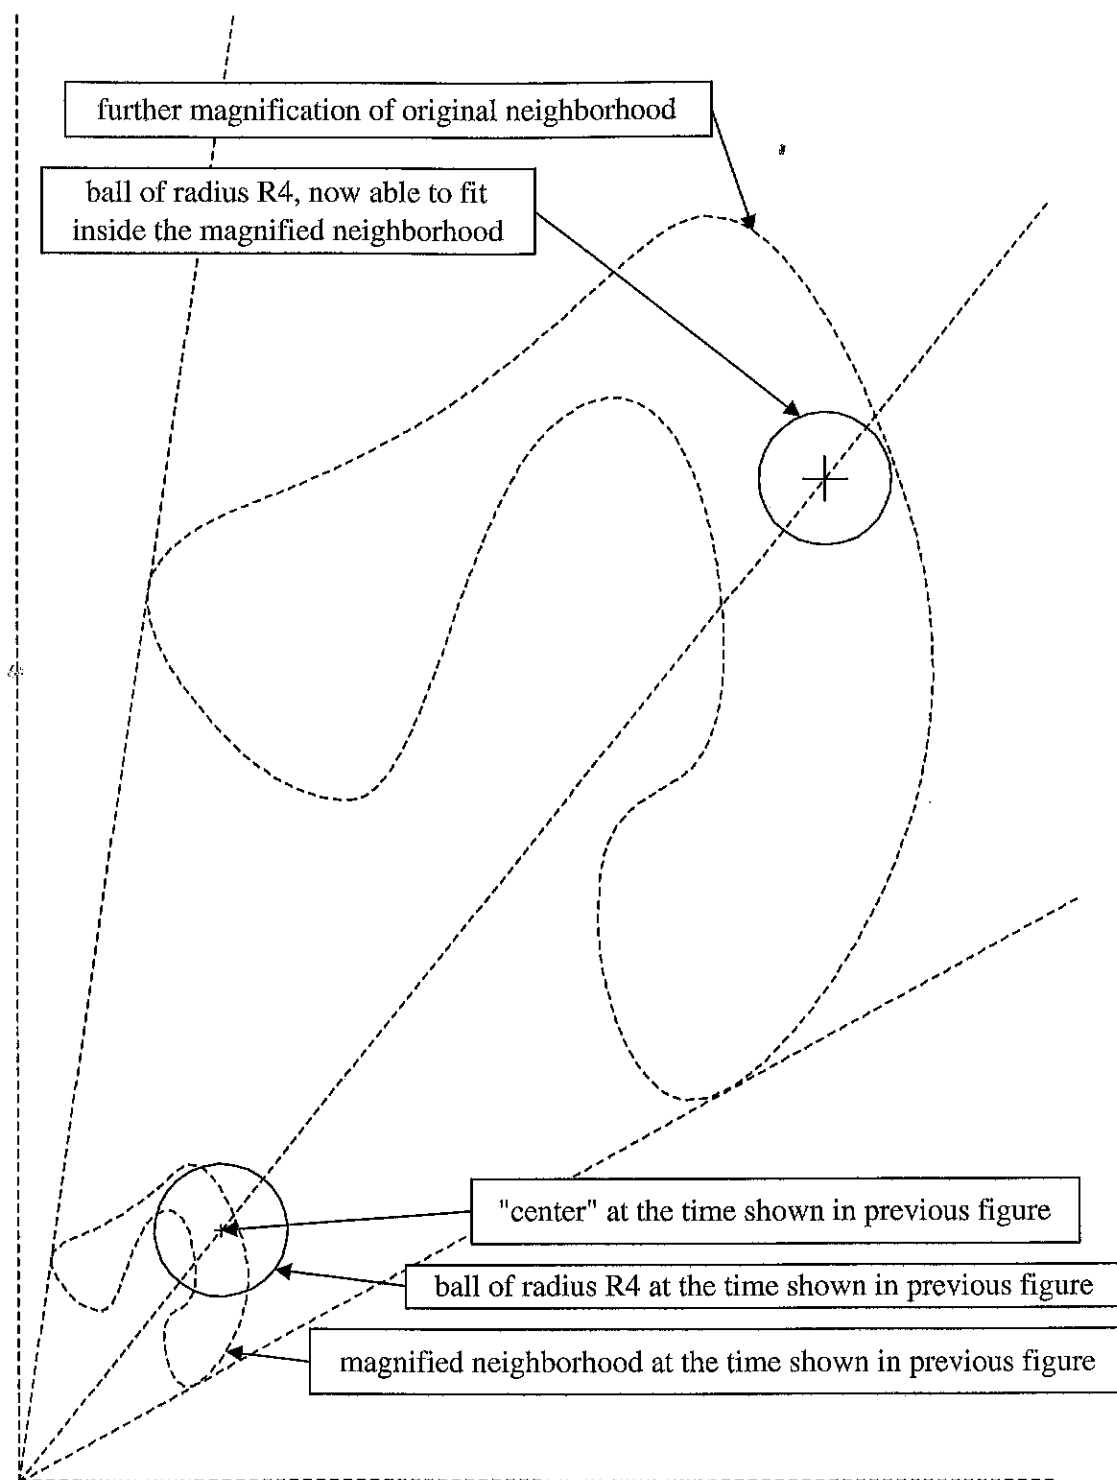 further magnification of original neighborhood
ball of radius R4, now able to fit
inside the magnified neighborhood
"center" at the time shown in previous figure
ball of radius R4 at the time shown in previous figure
magnified neighborhood at the time shown in previous figure